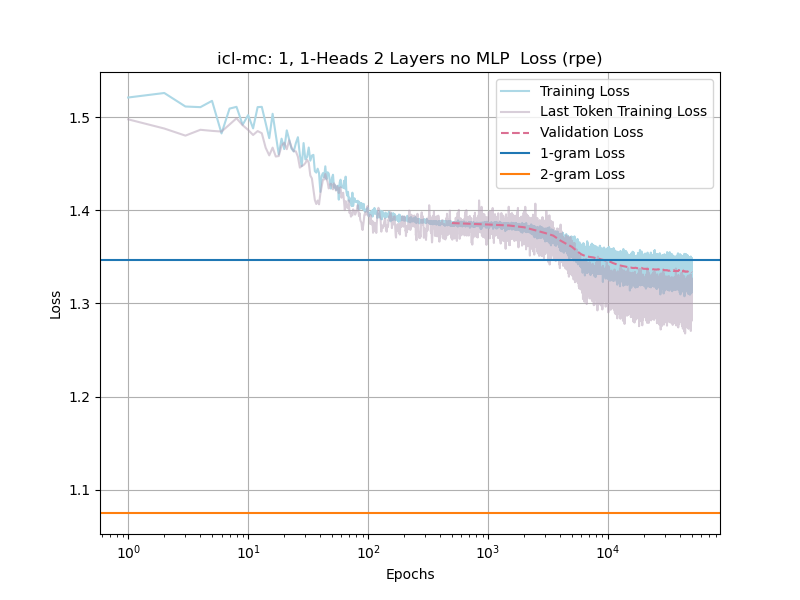 icl-mc: 1, 1-Heads 2 Layers no MLP  Loss (rpe)
Training Loss
Last Token Training Loss
Validation Loss
1-gram Loss
2-gram Loss
1.5
1.4
1.3
1.2
1.1
Loss
10⁰ 10¹ 10² 10³ 10⁴
Epochs